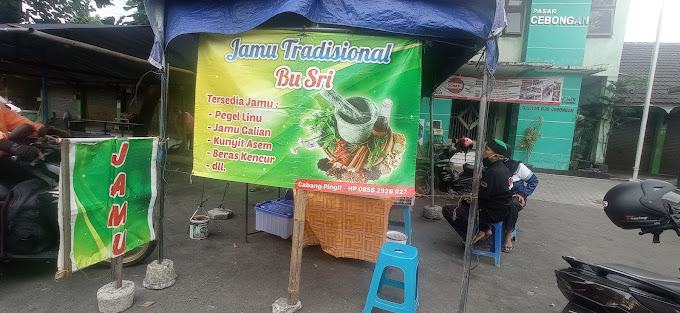 Jamu Tradisional
Bu Sri
Tersedia Jamu :
- Pegel Linu
- Jamu Galian
- Kunyit Asem
- Beras Kencur
- dll.
Cabang Pingit - HP 0856 2926 027
JAMU
PASAR
CEBONGAN